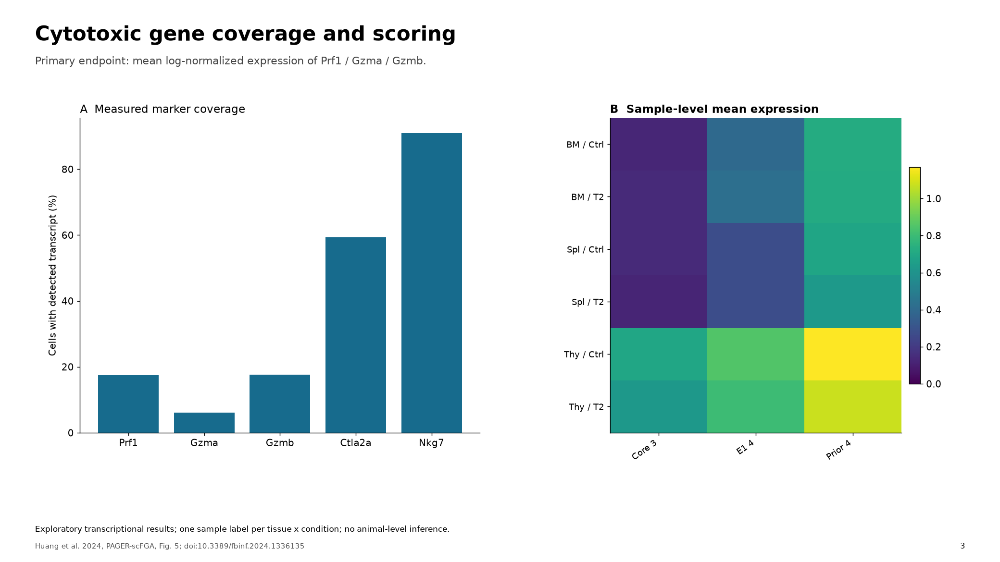 Cytotoxic gene coverage and scoring
Primary endpoint: mean log-normalized expression of Prf1 / Gzma / Gzmb.
A  Measured marker coverage
Cells with detected transcript (%)
80
60
40
20
0
Prf1
Gzma
Gzmb
Ctla2a
Nkg7
B  Sample-level mean expression
BM / Ctrl
BM / T2
Spl / Ctrl
Spl / T2
Thy / Ctrl
Thy / T2
Core 3
E1 4
Prior 4
1.0
0.8
0.6
0.4
0.2
0.0
Exploratory transcriptional results; one sample label per tissue x condition; no animal-level inference.
Huang et al. 2024, PAGER-scFGA, Fig. 5; doi:10.3389/fbinf.2024.1336135
3